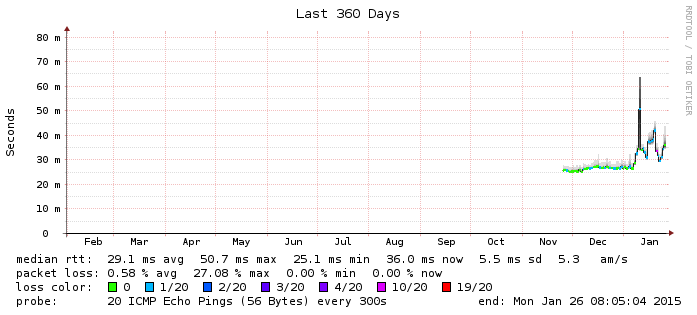 Last 360 Days
RRDTOOL / TOBI OETIKER
Seconds
80 m
70 m
60 m
50 m
40 m
30 m
20 m
10 m
0
Feb Mar Apr May Jun Jul Aug Sep Oct Nov Dec Jan
median rtt: 29.1 ms avg 50.7 ms max 25.1 ms min 36.0 ms now 5.5 ms sd 5.3 am/s
packet loss: 0.58 % avg 27.08 % max 0.00 % min 0.00 % now
loss color: 0 1/20 2/20 3/20 4/20 10/20 19/20
probe: 20 ICMP Echo Pings (56 Bytes) every 300s end: Mon Jan 26 08:05:04 2015